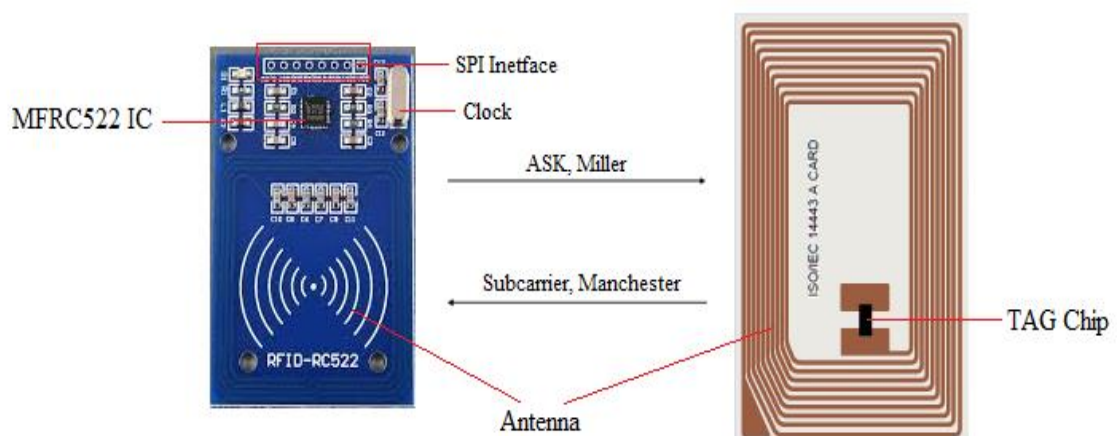 SPI Inetface
MFRC522 IC
Clock
ASK, Miller
ISO/IEC 14443 A CARD
Subcarrier, Manchester
TAG Chip
RFID-RC522
Antenna